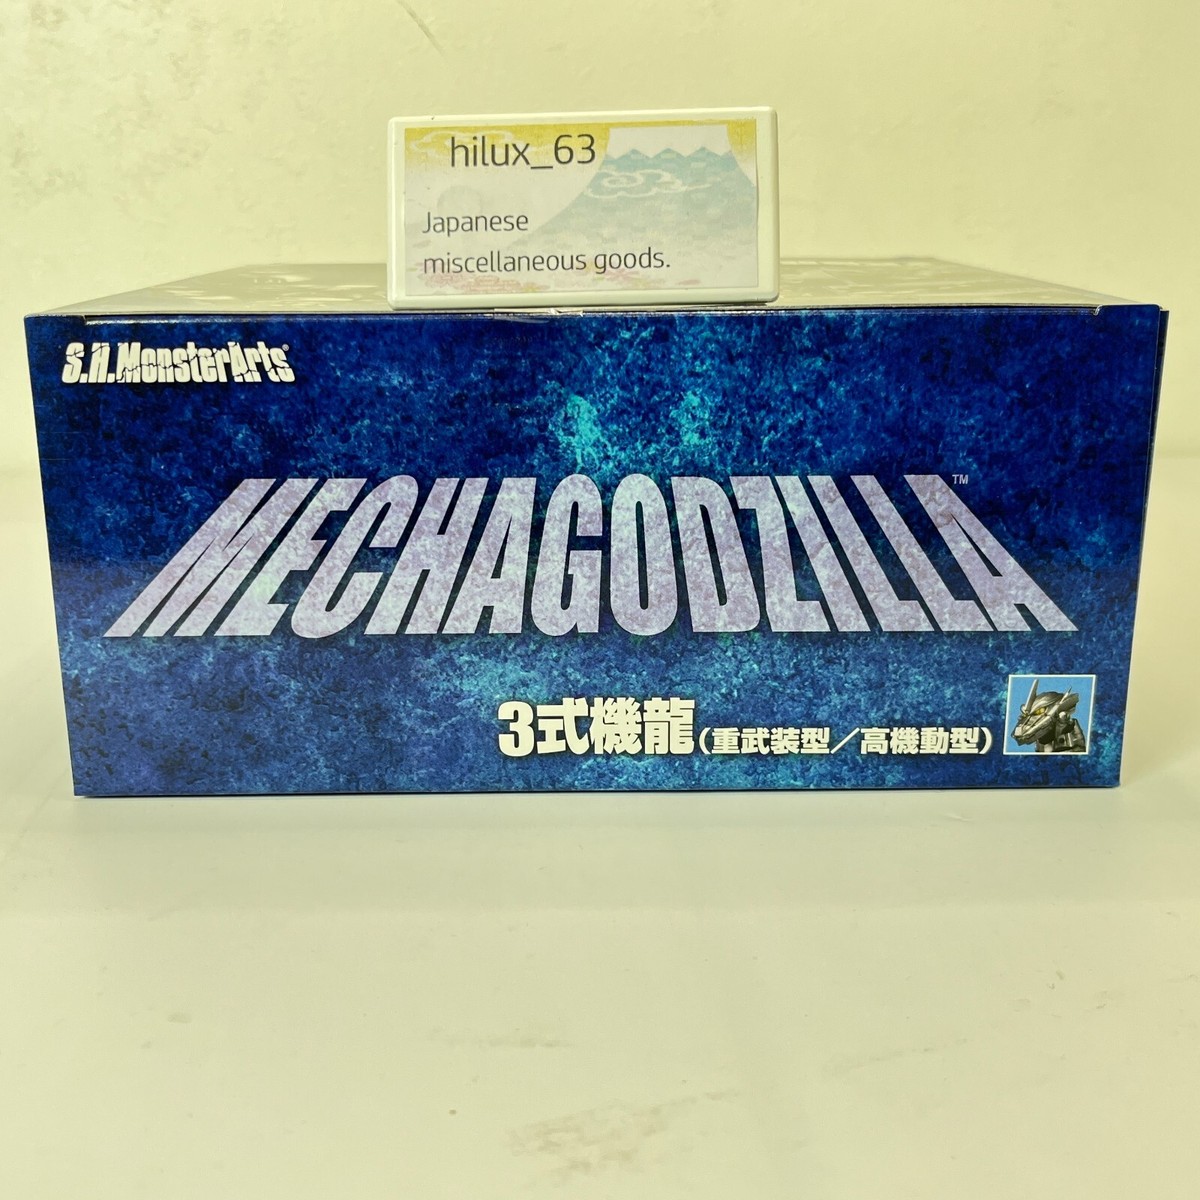 hilux_63
Japanese
miscellaneous goods.
S.H.MonsterArts®
MECHAGODZILLA™
3式機龍(重武装型／高機動型)